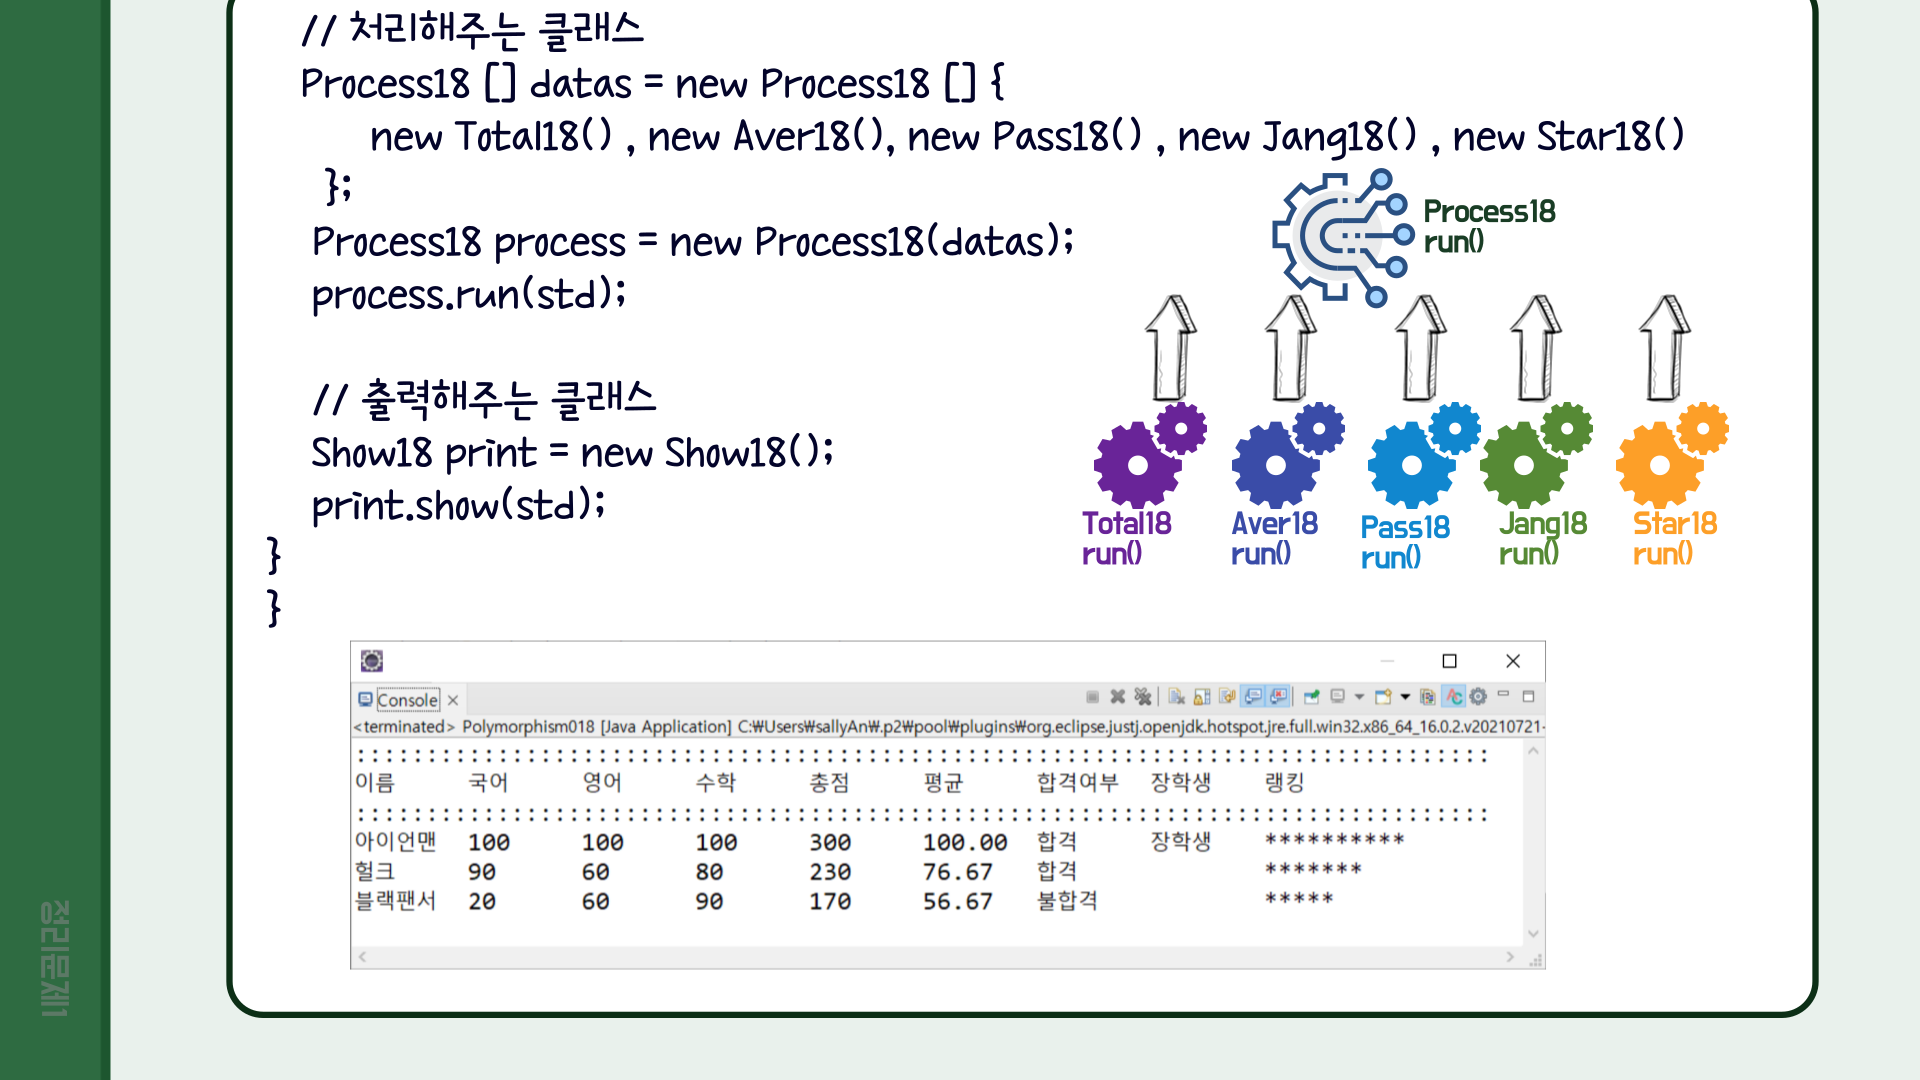 // 처리해주는 클래스
Process18 [] datas = new Process18 [] {
new Total18() , new Aver18(), new Pass18() , new Jang18() , new Star18()
};
Process18 process = new Process18(datas);
process.run(std);
// 출력해주는 클래스
Show18 print = new Show18();
print.show(std);
}
}
Process18
run()
Total18
run()
Aver18
run()
Pass18
run()
Jang18
run()
Star18
run()
Console
<terminated> Polymorphism018 [Java Application] C:₩Users₩sallyAn₩.p2₩pool₩plugins₩org.eclipse.justj.openjdk.hotspot.jre.full.win32.x86_64_16.0.2.v20210721-
이름 국어 영어 수학 총점 평균 합격여부 장학생 랭킹
아이언맨 100 100 100 300 100.00 합격 장학생 **********
헐크 90 60 80 230 76.67 합격 *******
블랙팬서 20 60 90 170 56.67 불합격 *****
정리문제1